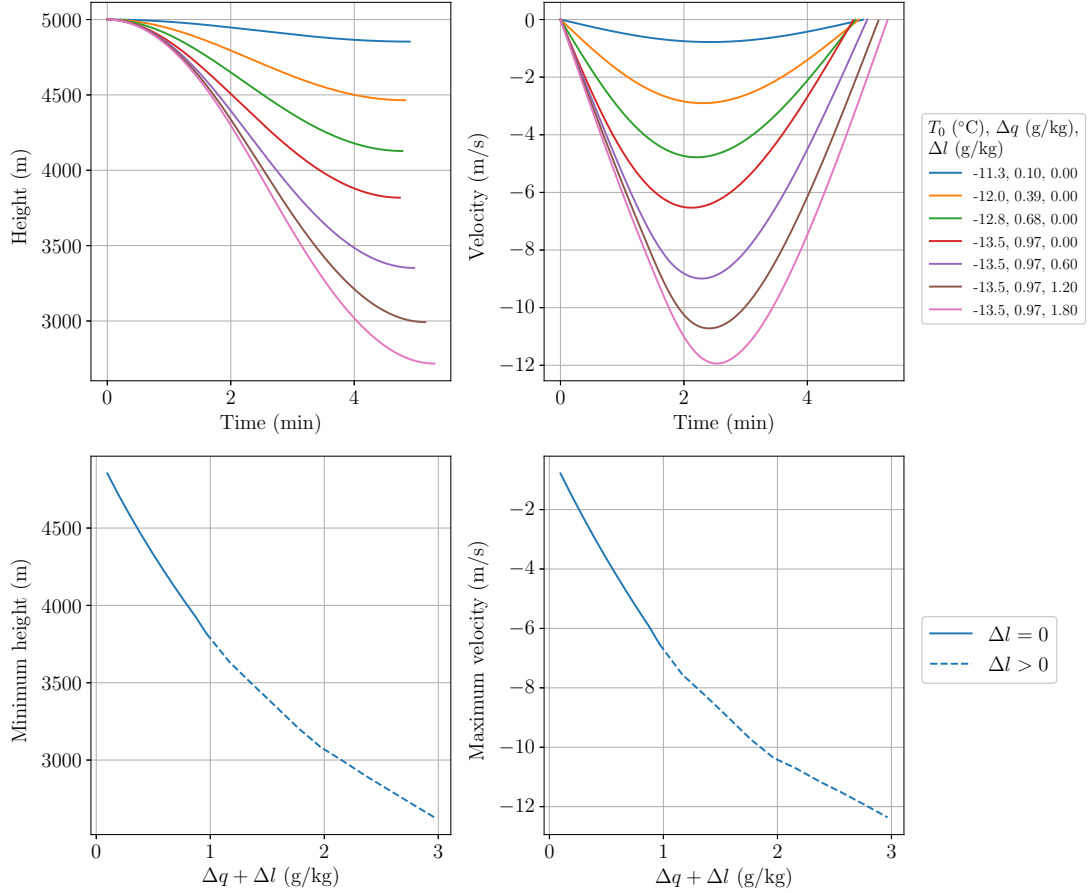 5000
4500
4000
3500
3000
Height (m)
0
2
4
Time (min)
0
−2
−4
−6
−8
−10
−12
Velocity (m/s)
0
2
4
Time (min)
T₀ (°C), Δq (g/kg),
Δl (g/kg)
-11.3, 0.10, 0.00
-12.0, 0.39, 0.00
-12.8, 0.68, 0.00
-13.5, 0.97, 0.00
-13.5, 0.97, 0.60
-13.5, 0.97, 1.20
-13.5, 0.97, 1.80
4500
4000
3500
3000
Minimum height (m)
0
1
2
3
Δq + Δl (g/kg)
−2
−4
−6
−8
−10
−12
Maximum velocity (m/s)
0
1
2
3
Δq + Δl (g/kg)
Δl = 0
Δl > 0